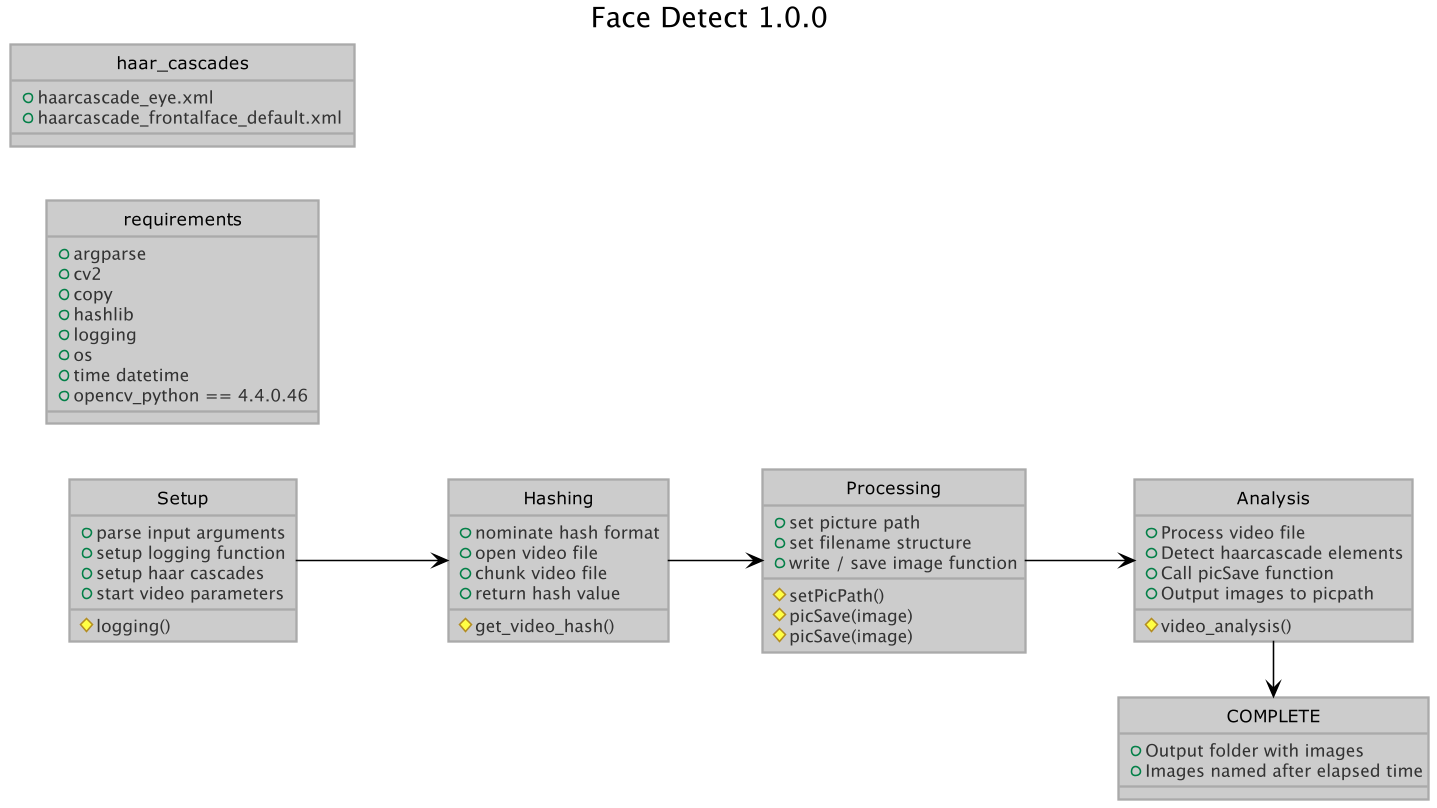 Face Detect 1.0.0
haar_cascades
haarcascade_eye.xml
haarcascade_frontalface_default.xml
requirements
argparse
cv2
copy
hashlib
logging
os
time datetime
opencv_python == 4.4.0.46
Setup
parse input arguments
setup logging function
setup haar cascades
start video parameters
logging()
Hashing
nominate hash format
open video file
chunk video file
return hash value
get_video_hash()
Processing
set picture path
set filename structure
write / save image function
setPicPath()
picSave(image)
picSave(image)
Analysis
Process video file
Detect haarcascade elements
Call picSave function
Output images to picpath
video_analysis()
COMPLETE
Output folder with images
Images named after elapsed time